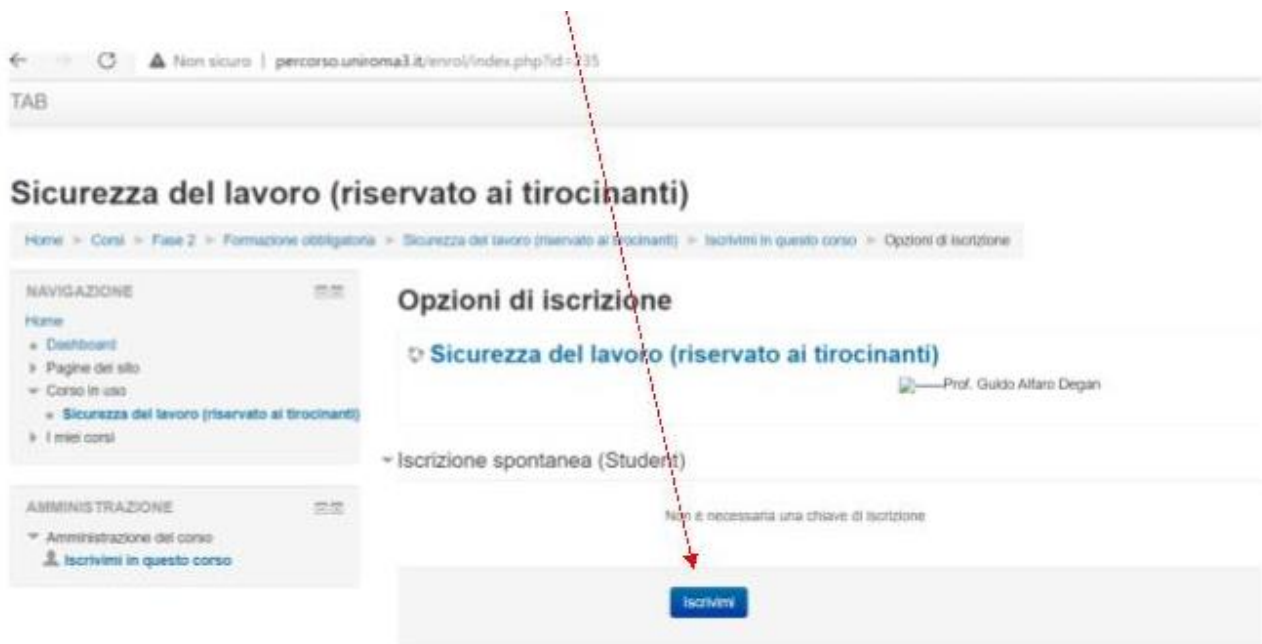 Non sicuro | percorso.uniroma3.it/enrol/index.php?id=235
TAB
Sicurezza del lavoro (riservato ai tirocinanti)
Home > Corsi > Fase 2 > Formazione obbligatoria > Sicurezza del lavoro (riservato ai tirocinanti) > Iscrivimi in questo corso > Opzioni di iscrizione
NAVIGAZIONE
Home
Dashboard
Pagine del sito
Corso in uso
Sicurezza del lavoro (riservato ai tirocinanti)
I miei corsi
AMMINISTRAZIONE
Amministrazione del corso
Iscrivimi in questo corso
Opzioni di iscrizione
Sicurezza del lavoro (riservato ai tirocinanti)
Prof. Guido Alfaro Degan
Iscrizione spontanea (Student)
Non è necessaria una chiave di iscrizione
Iscrivimi